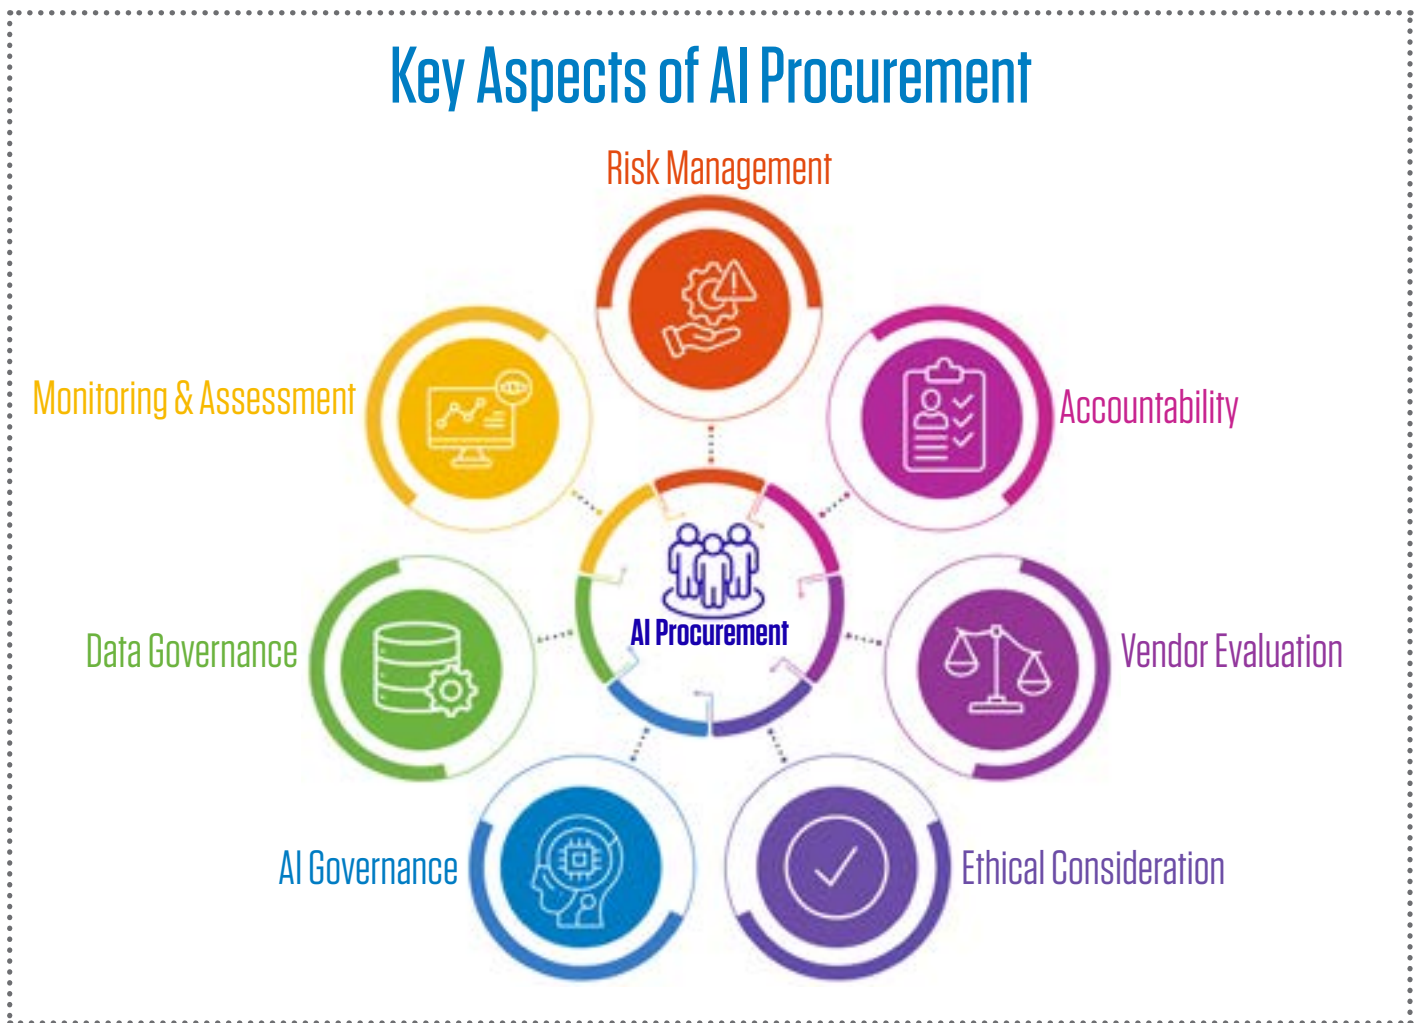 Key Aspects of AI Procurement
Risk Management
Monitoring & Assessment
Accountability
AI Procurement
Data Governance
Vendor Evaluation
AI Governance
Ethical Consideration